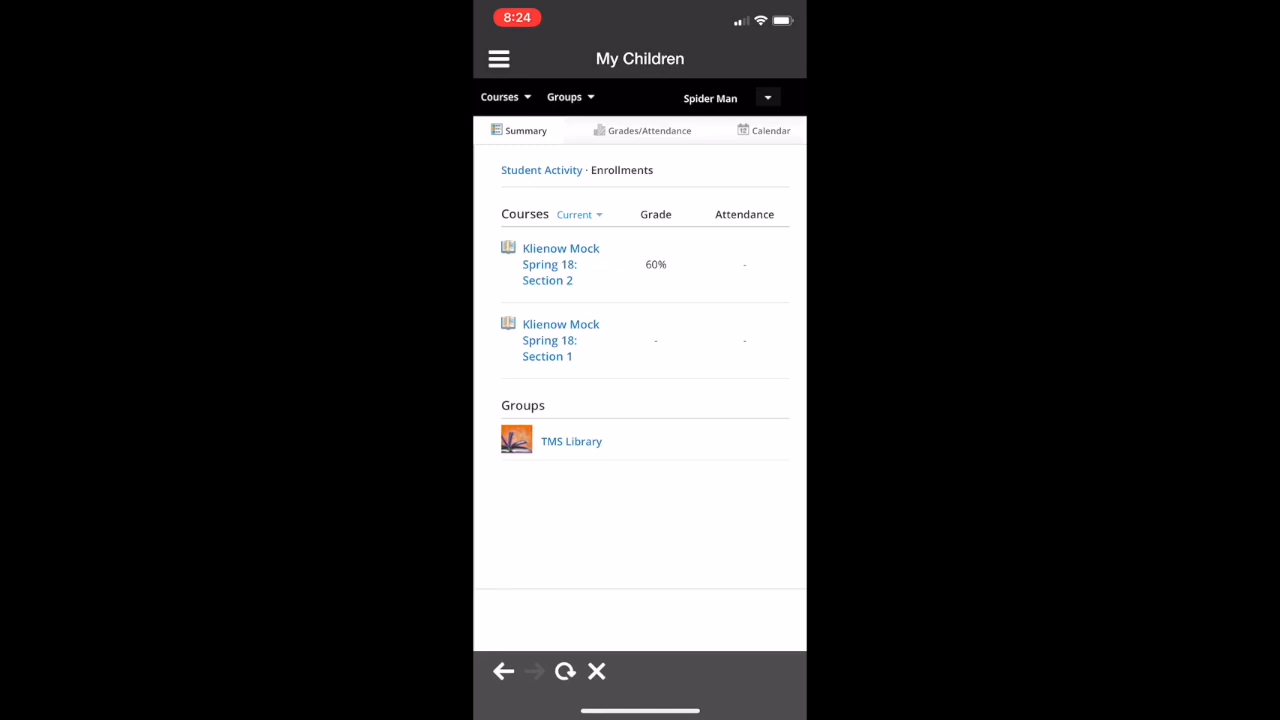 8:24
My Children
Courses Groups Spider Man
Summary Grades/Attendance 12 Calendar
Student Activity · Enrollments
Courses Current Grade Attendance
Klienow Mock
Spring 18:
Section 2
60% -
Klienow Mock
Spring 18:
Section 1
- -
Groups
TMS Library